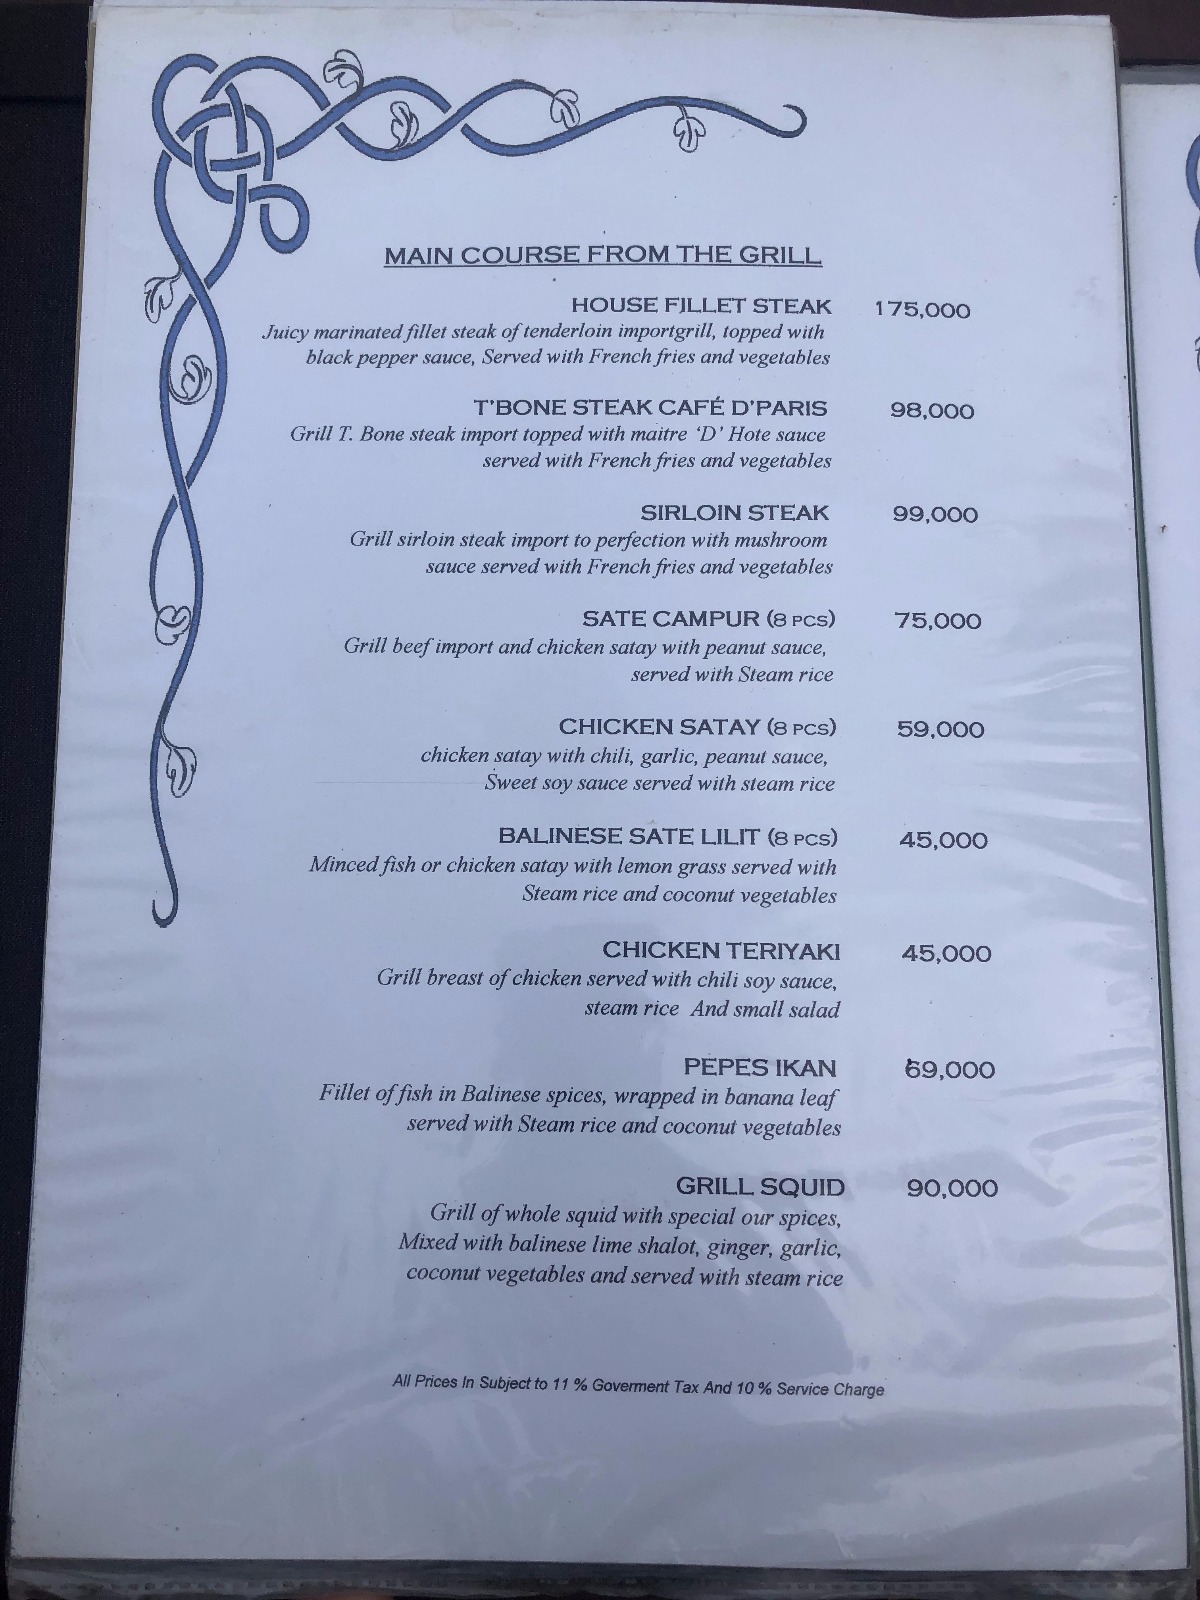 MAIN COURSE FROM THE GRILL
HOUSE FILLET STEAK 175,000
Juicy marinated fillet steak of tenderloin importgrill, topped with
black pepper sauce, Served with French fries and vegetables
T'BONE STEAK CAFÉ D'PARIS 98,000
Grill T. Bone steak import topped with maitre ‘D’ Hote sauce
served with French fries and vegetables
SIRLOIN STEAK 99,000
Grill sirloin steak import to perfection with mushroom
sauce served with French fries and vegetables
SATE CAMPUR (8 PCS) 75,000
Grill beef import and chicken satay with peanut sauce,
served with Steam rice
CHICKEN SATAY (8 PCS) 59,000
chicken satay with chili, garlic, peanut sauce,
Sweet soy sauce served with steam rice
BALINESE SATE LILIT (8 PCS) 45,000
Minced fish or chicken satay with lemon grass served with
Steam rice and coconut vegetables
CHICKEN TERIYAKI 45,000
Grill breast of chicken served with chili soy sauce,
steam rice And small salad
PEPES IKAN 69,000
Fillet of fish in Balinese spices, wrapped in banana leaf
served with Steam rice and coconut vegetables
GRILL SQUID 90,000
Grill of whole squid with special our spices,
Mixed with balinese lime shalot, ginger, garlic,
coconut vegetables and served with steam rice
All Prices In Subject to 11 % Goverment Tax And 10 % Service Charge